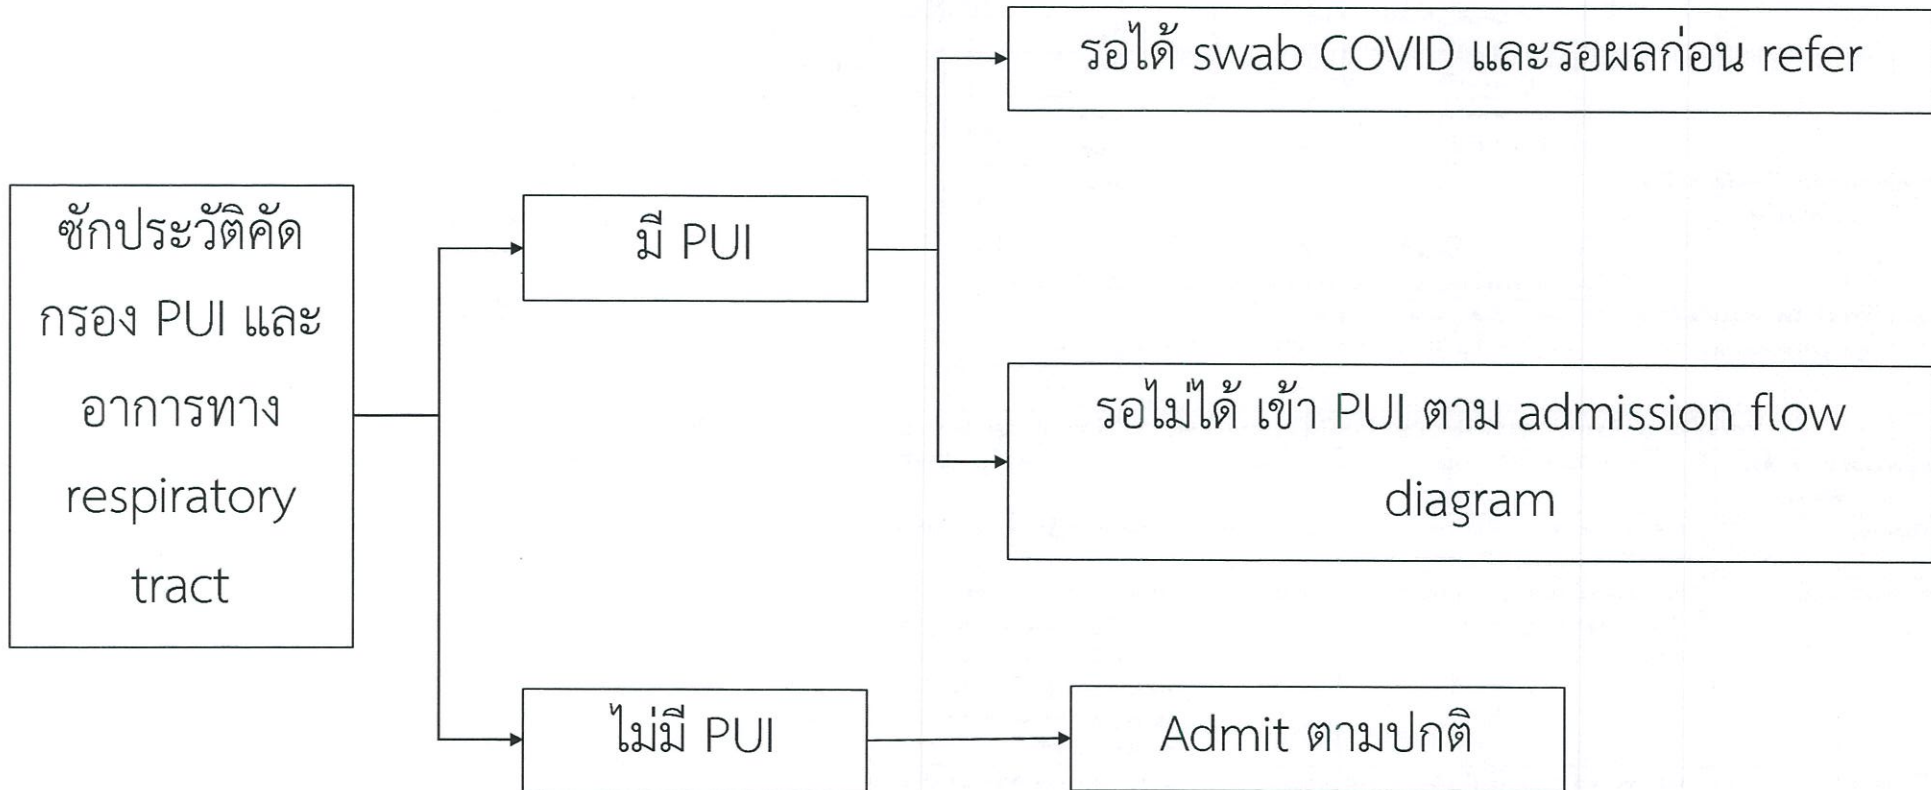 ซักประวัติคัด
กรอง PUI และ
อาการทาง
respiratory
tract
มี PUI
รอได้ swab COVID และรอผลก่อน refer
รอไม่ได้ เข้า PUI ตาม admission flow
diagram
ไม่มี PUI
Admit ตามปกติ